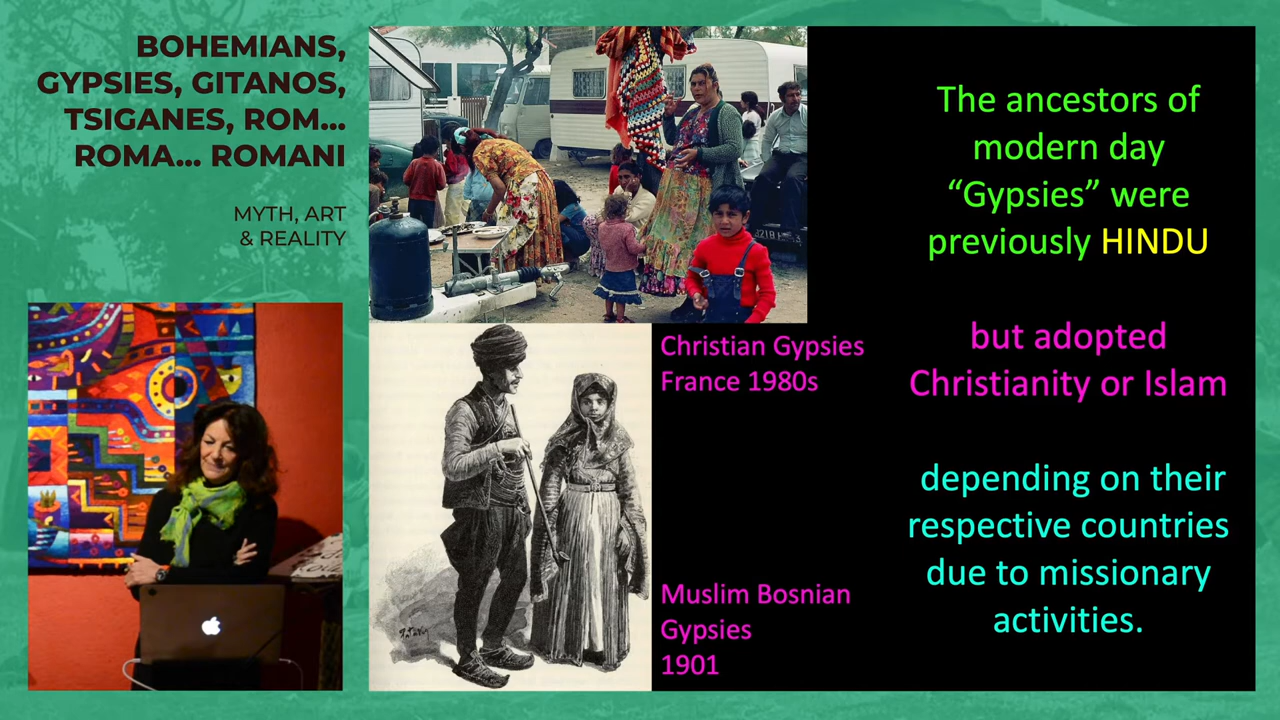 BOHEMIANS,
GYPSIES, GITANOS,
TSIGANES, ROM...
ROMA... ROMANI
MYTH, ART
& REALITY
Christian Gypsies
France 1980s
Muslim Bosnian
Gypsies
1901
The ancestors of
modern day
“Gypsies” were
previously HINDU
but adopted
Christianity or Islam
depending on their
respective countries
due to missionary
activities.